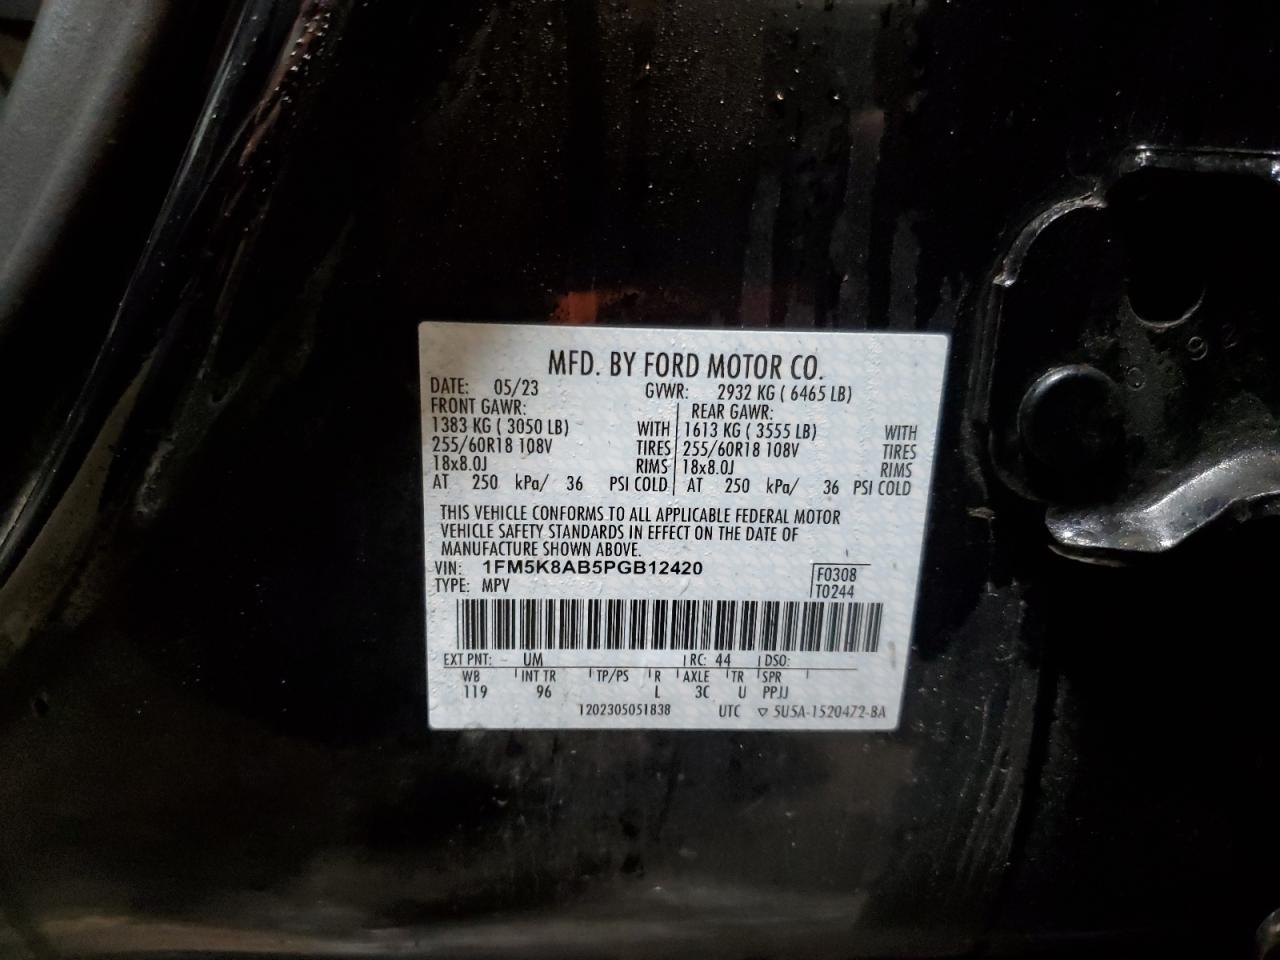 MFD. BY FORD MOTOR CO.
DATE: 05/23 GVWR: 2932 KG ( 6465 LB)
FRONT GAWR: REAR GAWR:
1383 KG ( 3050 LB) WITH 1613 KG ( 3555 LB) WITH
255/60R18 108V TIRES 255/60R18 108V TIRES
18x8.0J RIMS 18x8.0J RIMS
AT 250 kPa/ 36 PSI COLD AT 250 kPa/ 36 PSI COLD
THIS VEHICLE CONFORMS TO ALL APPLICABLE FEDERAL MOTOR
VEHICLE SAFETY STANDARDS IN EFFECT ON THE DATE OF
MANUFACTURE SHOWN ABOVE.
VIN: 1FM5K8AB5PGB12420 F0308
TYPE: MPV T0244
EXT PNT: UM RC: 44 DSO:
WB INT TR TP/PS R AXLE TR SPR
119 96 L 3C U PPJJ
1202305051838 UTC ▽ 5U5A-1520472-BA